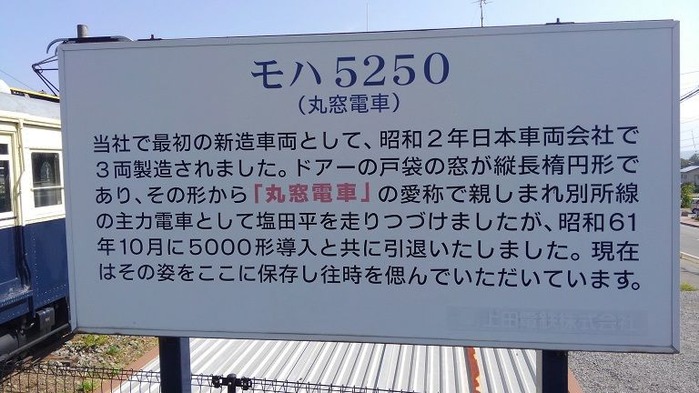 モハ5250
（丸窓電車）
当社で最初の新造車両として、昭和2年日本車両会社で
3両製造されました。ドアーの戸袋の窓が縦長楕円形で
あり、その形から「丸窓電車」の愛称で親しまれ別所線
の主力電車として塩田平を走りつづけましたが、昭和61
年10月に5000形導入と共に引退いたしました。現在
はその姿をここに保存し往時を偲んでいただいています。
上田電鉄株式会社